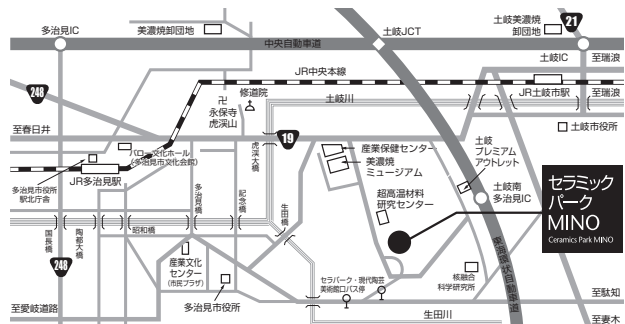 多治見IC
美濃焼卸団地
土岐JCT
土岐美濃焼
卸団地
21
中央自動車道
土岐IC
至瑞浪
JR中央本線
248
修道院
卍
永保寺
虎渓山
土岐川
JR土岐市駅
至瑞浪
至春日井
19
虎渓大橋
産業保健センター
美濃焼
ミュージアム
土岐
プレミアム
アウトレット
土岐市役所
バロー文化ホール
(多治見市文化会館)
JR多治見駅
多治見市役所
駅北庁舎
多治見橋
記念橋
生田橋
超高温材料
研究センター
土岐南
多治見IC
セラミック
パーク
MINO
Ceramics Park MINO
国長橋
陶都大橋
昭和橋
産業文化
センター
(市民プラザ)
多治見市役所
セラパーク・現代陶芸
美術館口バス停
核融合
科学研究所
東海環状自動車道
248
至愛岐道路
生田川
至駄知
至妻木